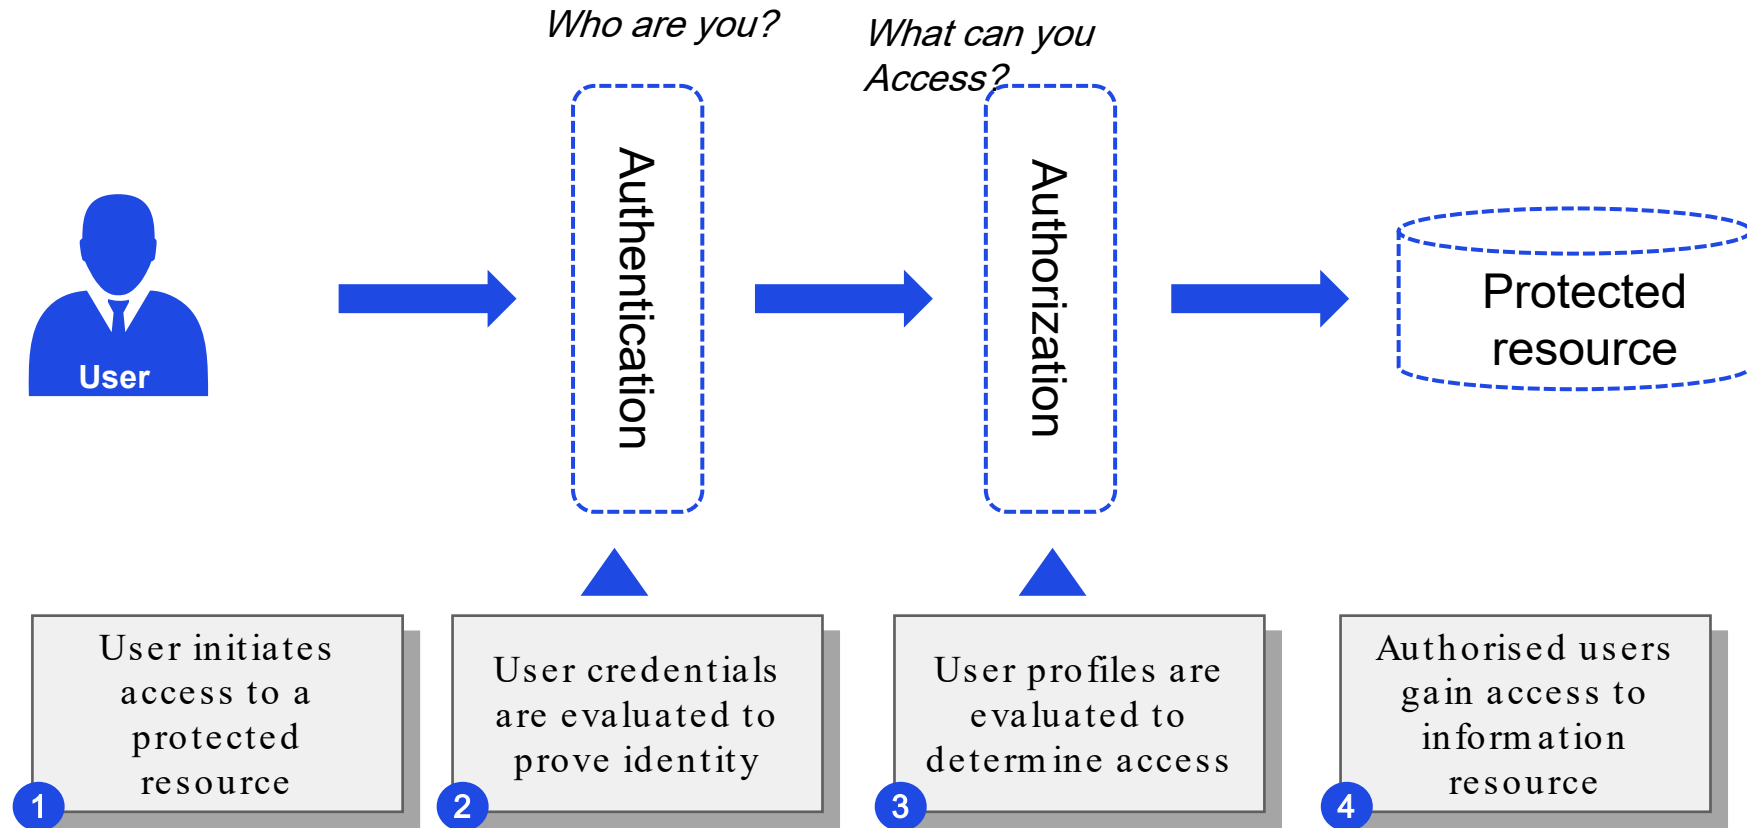 Who are you?
What can you
Access?
User
Authentication
Authorization
Protected
resource
User initiates
access to a
protected
resource
1
User credentials
are evaluated to
prove identity
2
User profiles are
evaluated to
determine access
3
Authorised users
gain access to
information
resource
4